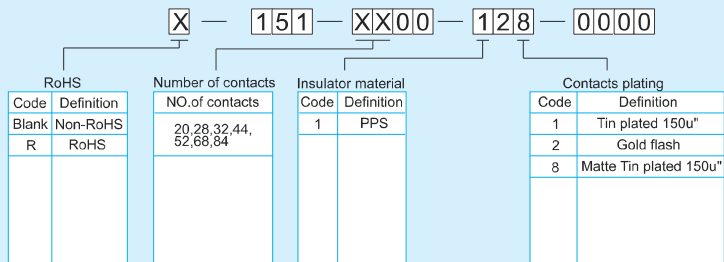 X — 151 — XX00 — 128 — 0000
RoHS
Code Definition
Blank Non-RoHS
R RoHS
Number of contacts
NO.of contacts
20,28,32,44,
52,68,84
Insulator material
Code Definition
1 PPS
Contacts plating
Code Definition
1 Tin plated 150u"
2 Gold flash
8 Matte Tin plated 150u"